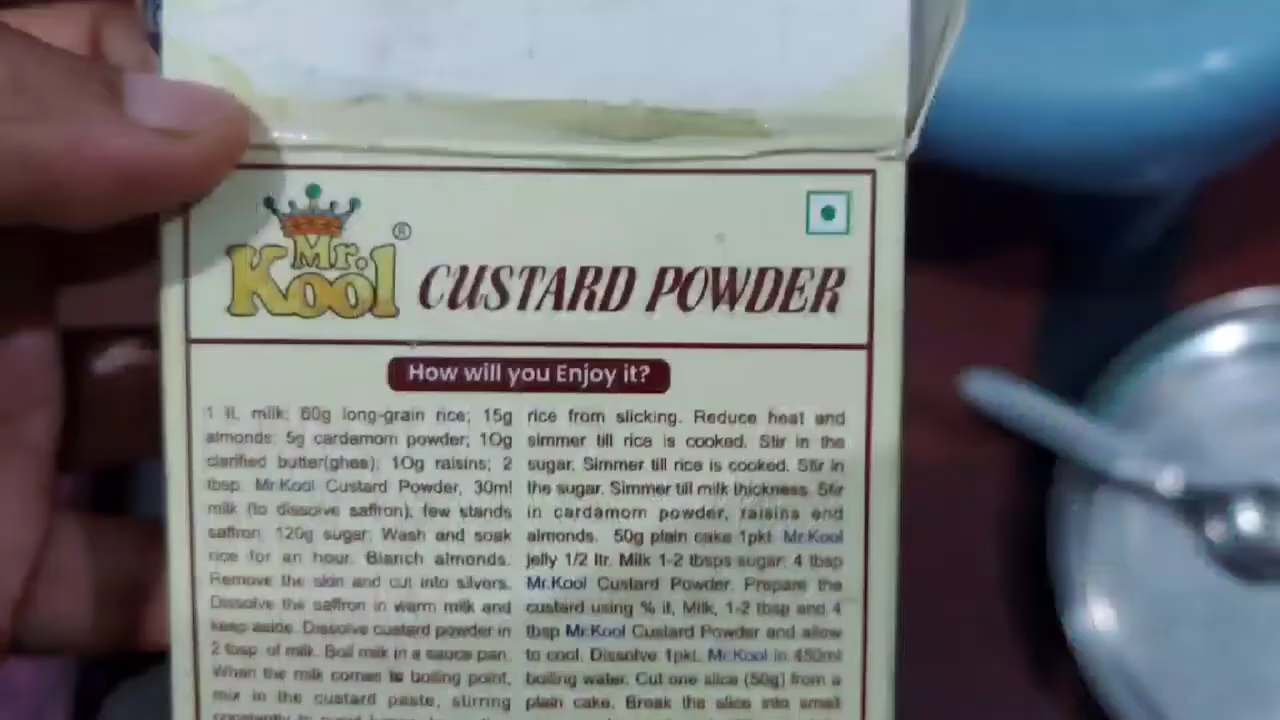 Mr.
Kool ®
CUSTARD POWDER
How will you Enjoy it?
1 lt. milk; 60g long-grain rice; 15g
almonds; 5g cardamom powder; 10g
clarified butter(ghee); 10g raisins; 2
tbsp. Mr.Kool Custard Powder, 30ml
milk (to dissolve saffron), few stands
saffron; 120g sugar. Wash and soak
rice for an hour. Blanch almonds.
Remove the skin and cut into silvers.
Dissolve the saffron in warm milk and
keep aside. Dissolve custard powder in
2 tbsp. of milk. Boil milk in a sauce pan.
When the milk comes to boiling point,
mix in the custard paste, stirring
constantly to avoid
rice from slicking. Reduce heat and
simmer till rice is cooked. Stir in the
sugar. Simmer till rice is cooked. Stir in
the sugar. Simmer till milk thickness. Stir
in cardamom powder, raisins and
almonds. 50g plain cake 1pkt. Mr.Kool
jelly 1/2 ltr. Milk 1-2 tbsps sugar; 4 tbsp
Mr.Kool Custard Powder. Prepare the
custard using % lt, Milk, 1-2 tbsp and 4
tbsp Mr.Kool Custard Powder and allow
to cool. Dissolve 1pkt. Mr.Kool in 450ml
boiling water. Cut one slice (50g) from a
plain cake. Break the slice into small